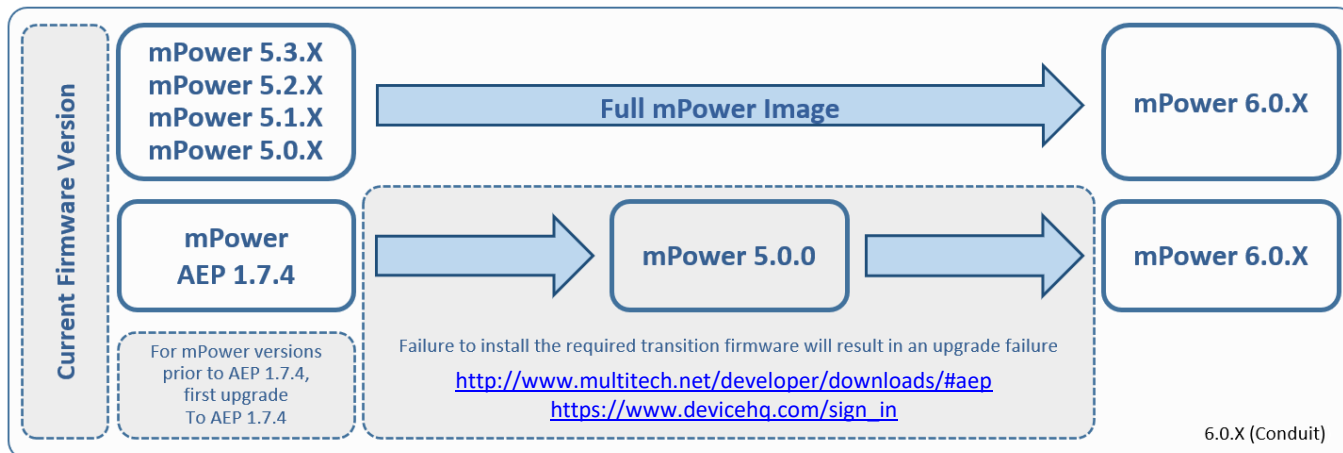 Current Firmware Version
mPower 5.3.X
mPower 5.2.X
mPower 5.1.X
mPower 5.0.X
Full mPower Image
mPower 6.0.X
mPower
AEP 1.7.4
mPower 5.0.0
mPower 6.0.X
For mPower versions
prior to AEP 1.7.4,
first upgrade
To AEP 1.7.4
Failure to install the required transition firmware will result in an upgrade failure
http://www.multitech.net/developer/downloads/#aep
https://www.devicehq.com/sign_in
6.0.X (Conduit)